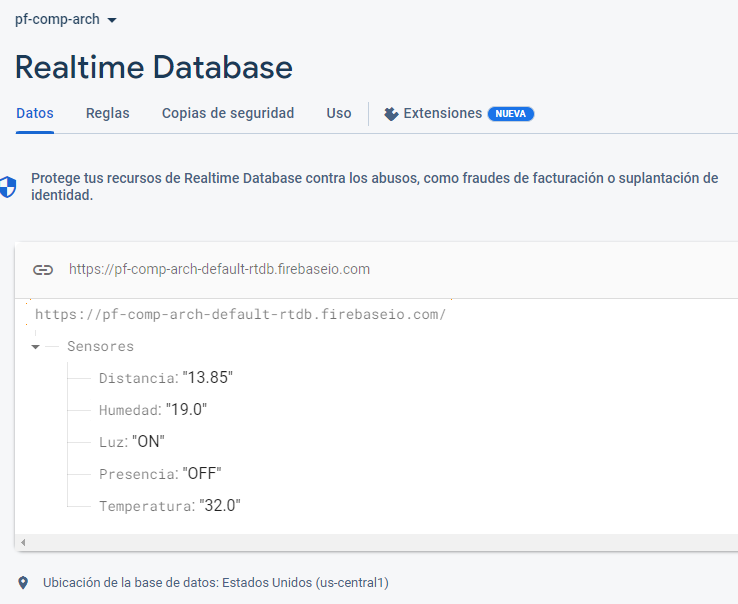 pf-comp-arch
Realtime Database
Datos Reglas Copias de seguridad Uso Extensiones NUEVA
Protege tus recursos de Realtime Database contra los abusos, como fraudes de facturación o suplantación de
identidad.
https://pf-comp-arch-default-rtdb.firebaseio.com
https://pf-comp-arch-default-rtdb.firebaseio.com/
Sensores
Distancia: "13.85"
Humedad: "19.0"
Luz: "ON"
Presencia: "OFF"
Temperatura: "32.0"
Ubicación de la base de datos: Estados Unidos (us-central1)